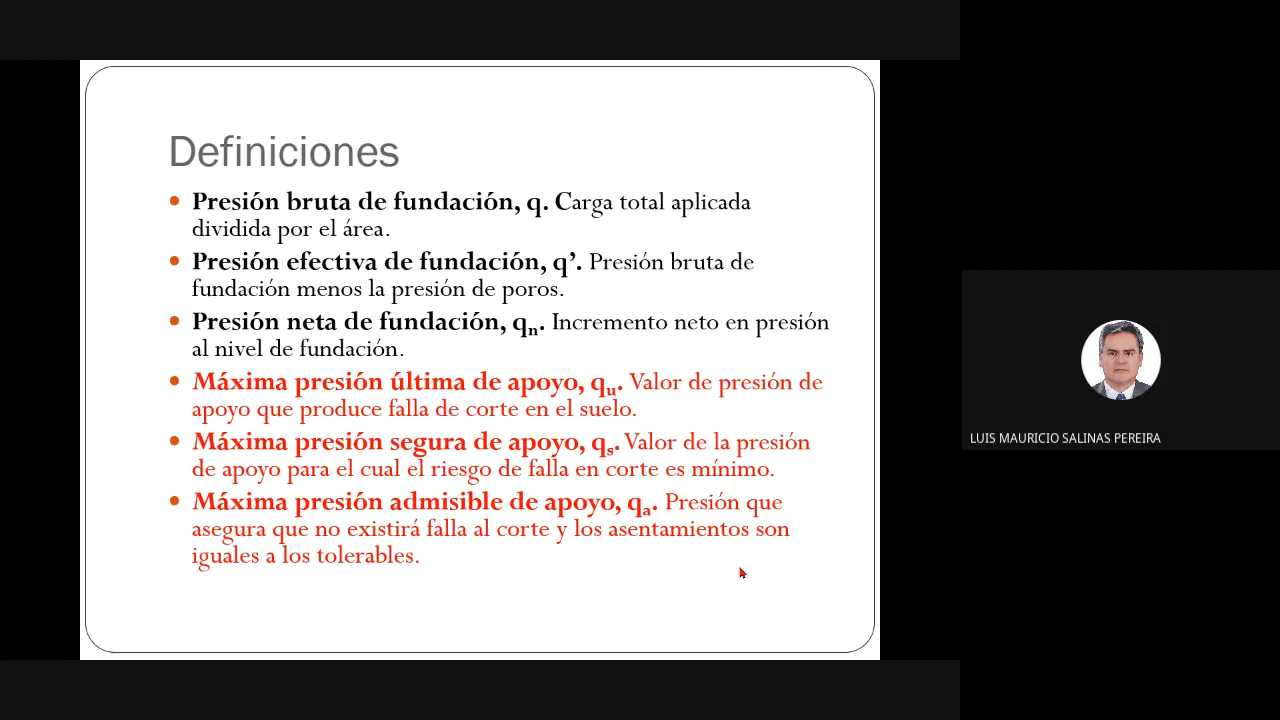 Definiciones
• Presión bruta de fundación, q. Carga total aplicada
dividida por el área.
• Presión efectiva de fundación, q’. Presión bruta de
fundación menos la presión de poros.
• Presión neta de fundación, qn. Incremento neto en presión
al nivel de fundación.
• Máxima presión última de apoyo, qu. Valor de presión de
apoyo que produce falla de corte en el suelo.
• Máxima presión segura de apoyo, qs. Valor de la presión
de apoyo para el cual el riesgo de falla en corte es mínimo.
• Máxima presión admisible de apoyo, qa. Presión que
asegura que no existirá falla al corte y los asentamientos son
iguales a los tolerables.
LUIS MAURICIO SALINAS PEREIRA